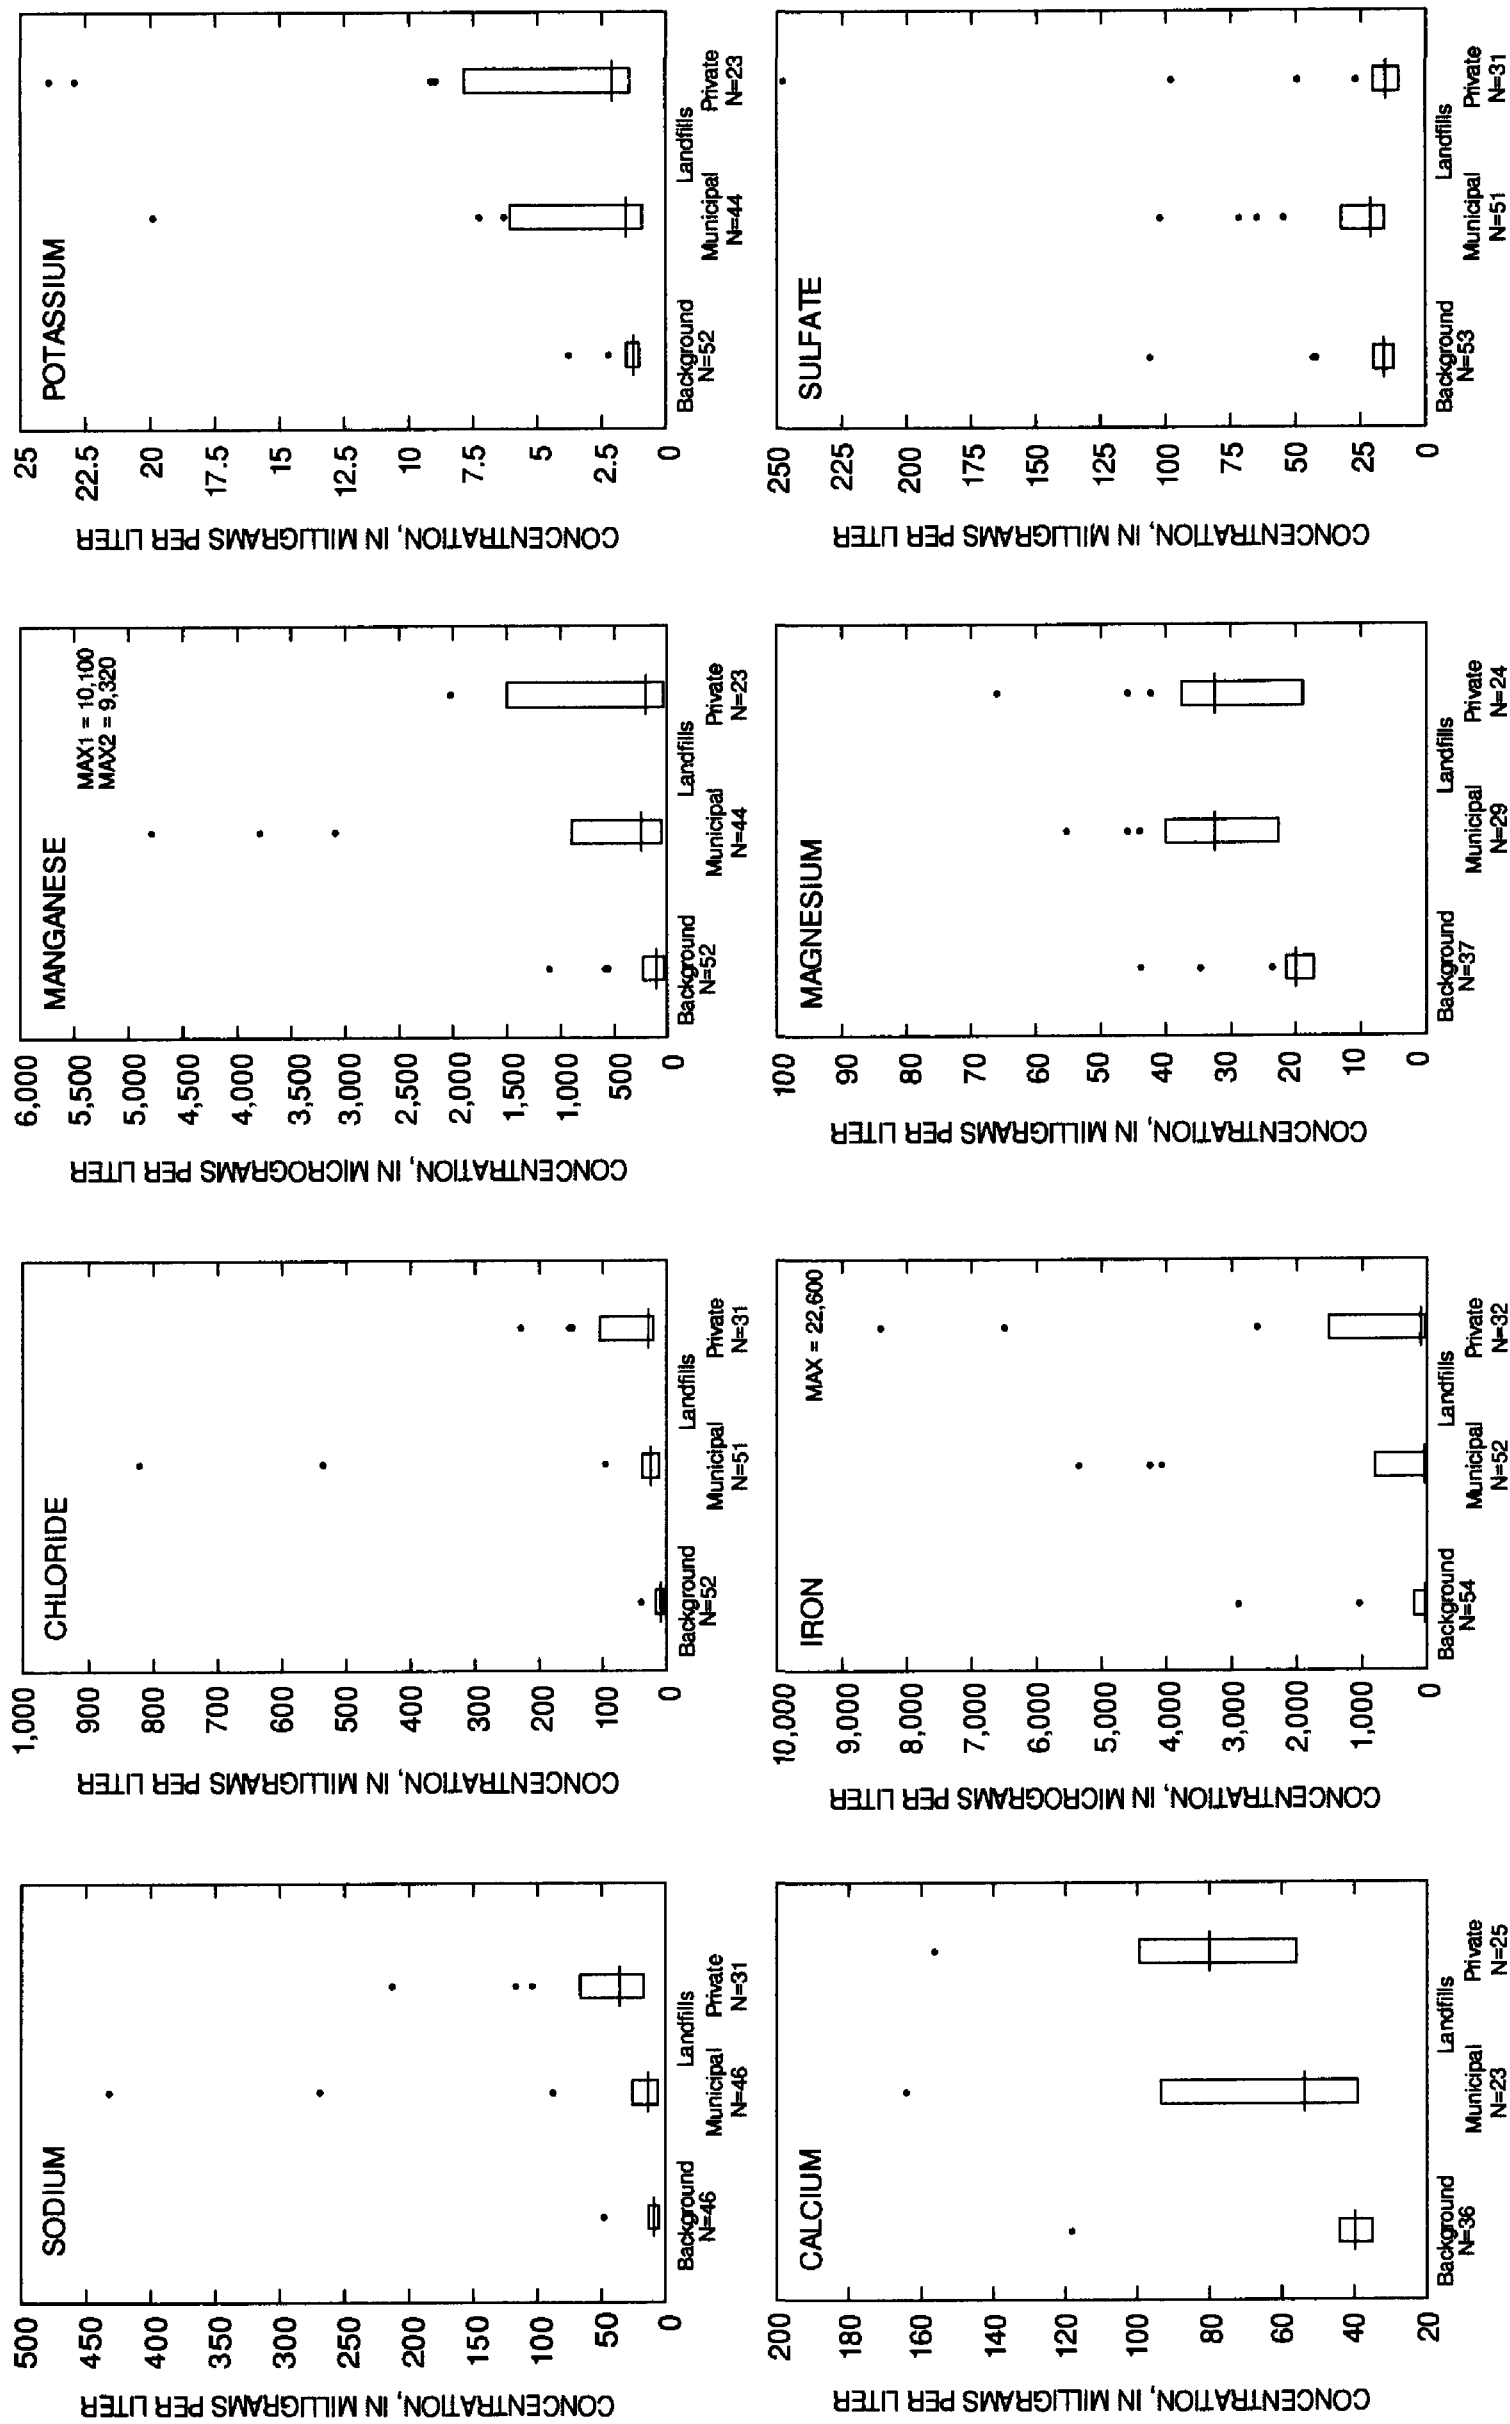 SODIUM
CONCENTRATION, IN MILLIGRAMS PER LITER
500
450
400
350
300
250
200
150
100
50
0
Background
N=46
Municipal
N=46
Private
N=31
Landfills
CHLORIDE
CONCENTRATION, IN MILLIGRAMS PER LITER
1,000
900
800
700
600
500
400
300
200
100
0
Background
N=52
Municipal
N=51
Private
N=31
Landfills
MANGANESE
MAX1 = 10,100
MAX2 = 9,320
CONCENTRATION, IN MICROGRAMS PER LITER
6,000
5,500
5,000
4,500
4,000
3,500
3,000
2,500
2,000
1,500
1,000
500
0
Background
N=52
Municipal
N=44
Private
N=23
Landfills
POTASSIUM
CONCENTRATION, IN MILLIGRAMS PER LITER
25
22.5
20
17.5
15
12.5
10
7.5
5
2.5
0
Background
N=52
Municipal
N=44
Private
N=23
Landfills
CALCIUM
CONCENTRATION, IN MILLIGRAMS PER LITER
200
180
160
140
120
100
80
60
40
20
Background
N=36
Municipal
N=23
Private
N=25
Landfills
IRON
MAX = 22,600
CONCENTRATION, IN MICROGRAMS PER LITER
10,000
9,000
8,000
7,000
6,000
5,000
4,000
3,000
2,000
1,000
0
Background
N=54
Municipal
N=52
Private
N=32
Landfills
MAGNESIUM
CONCENTRATION, IN MILLIGRAMS PER LITER
100
90
80
70
60
50
40
30
20
10
0
Background
N=37
Municipal
N=29
Private
N=24
Landfills
SULFATE
CONCENTRATION, IN MILLIGRAMS PER LITER
250
225
200
175
150
125
100
75
50
25
0
Background
N=53
Municipal
N=51
Private
N=31
Landfills